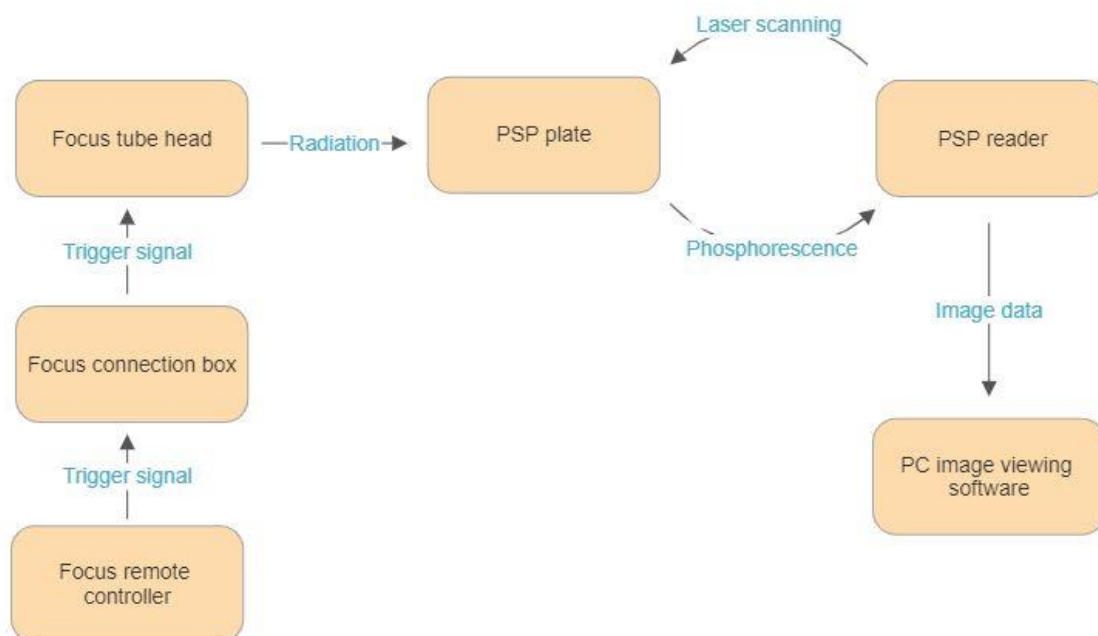 Laser scanning
Focus tube head
Radiation
PSP plate
PSP reader
Trigger signal
Phosphorescence
Image data
Focus connection box
PC image viewing
software
Trigger signal
Focus remote
controller